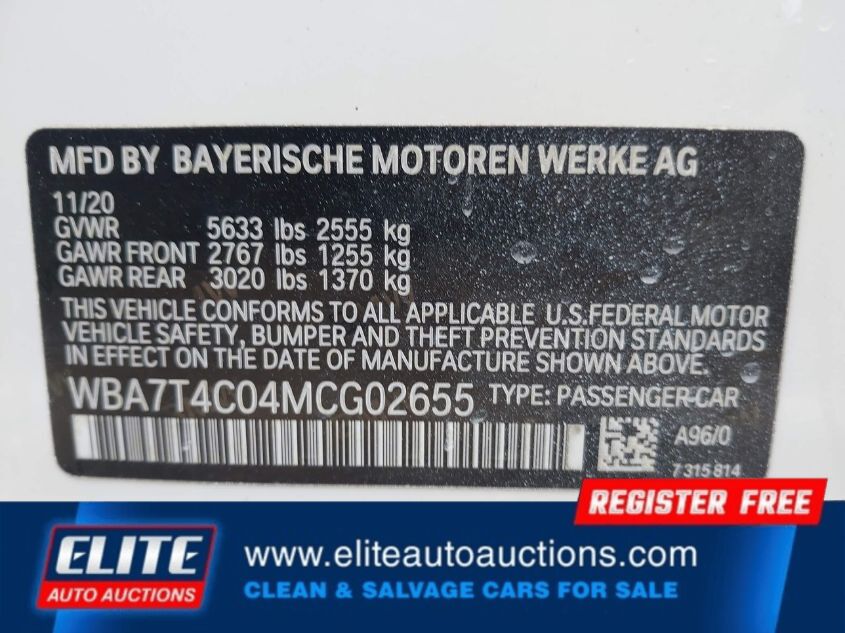 MFD BY BAYERISCHE MOTOREN WERKE AG
11/20
GVWR 5633 lbs 2555 kg
GAWR FRONT 2767 lbs 1255 kg
GAWR REAR 3020 lbs 1370 kg
THIS VEHICLE CONFORMS TO ALL APPLICABLE U.S.FEDERAL MOTOR
VEHICLE SAFETY, BUMPER AND THEFT PREVENTION STANDARDS
IN EFFECT ON THE DATE OF MANUFACTURE SHOWN ABOVE.
WBA7T4C04MCG02655 TYPE: PASSENGER CAR
A96/0
7 315 814
REGISTER FREE
ELITE
AUTO AUCTIONS
www.eliteautoauctions.com
CLEAN & SALVAGE CARS FOR SALE